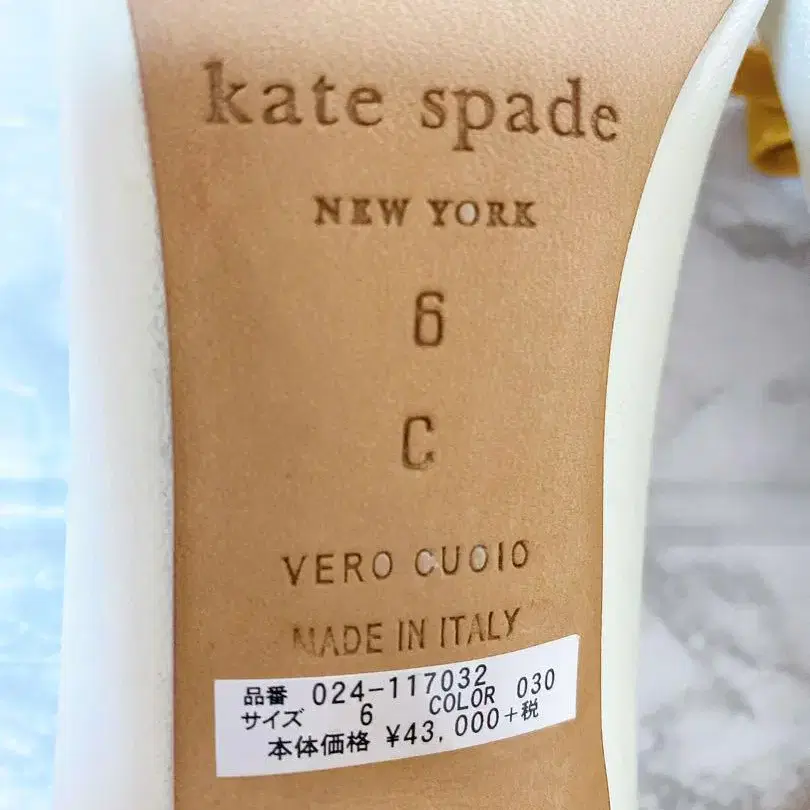 kate spade
NEW YORK
6
C
VERO CUOIO
MADE IN ITALY
品番 024-117032
サイズ 6 COLOR 030
本体価格 ¥43,000+税